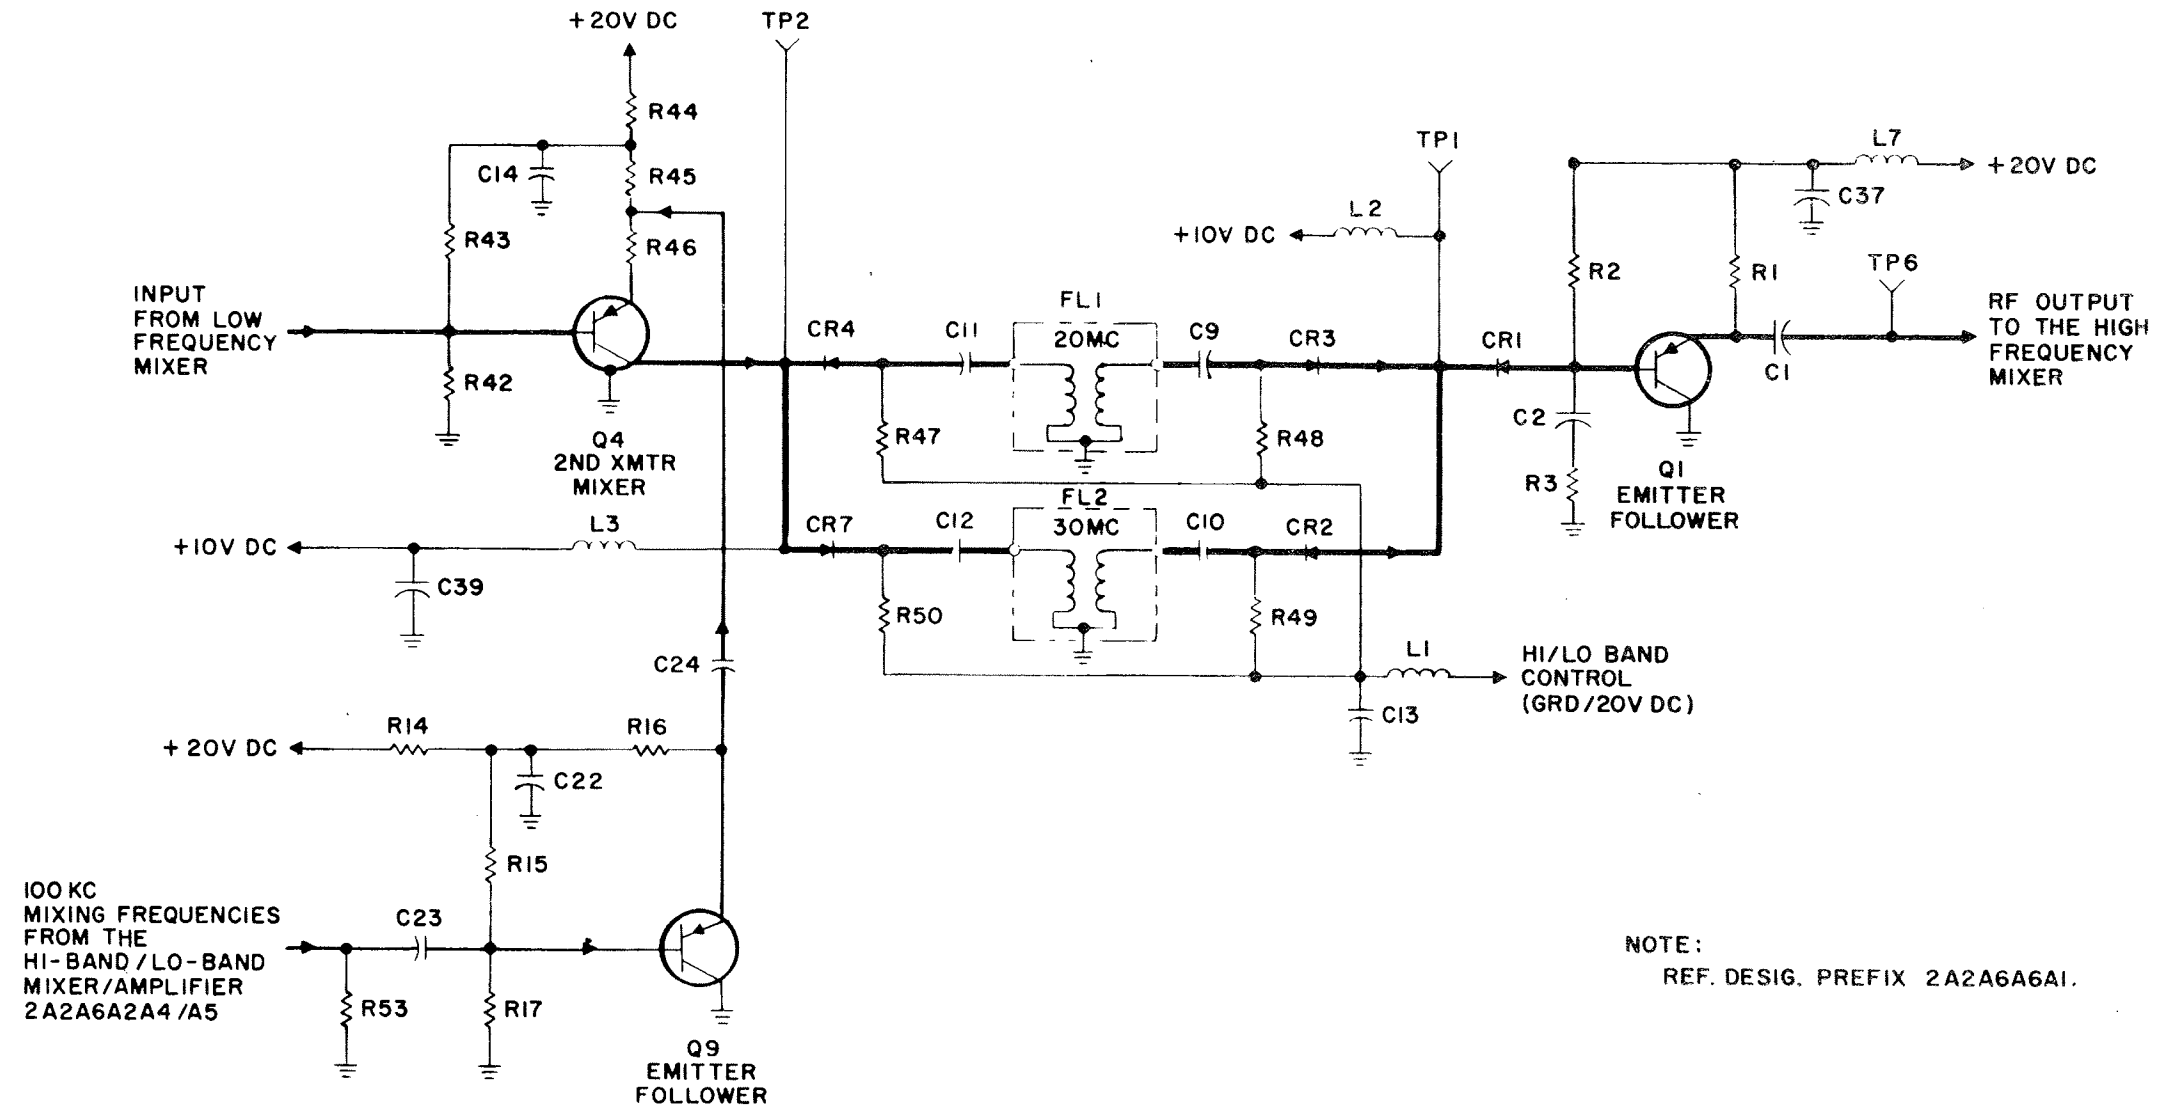 +20V DC
TP2
R44
C14
R45
R43
R46
INPUT
FROM LOW
FREQUENCY
MIXER
R42
Q4
2ND XMTR
MIXER
TP1
L2
+10V DC
L7
+20V DC
C37
R2
R1
TP6
RF OUTPUT
TO THE HIGH
FREQUENCY
MIXER
CR4
C11
FL1
20MC
C9
CR3
CR1
C1
R47
R48
C2
R3
Q1
EMITTER
FOLLOWER
+10V DC
L3
C39
CR7
C12
FL2
30MC
C10
CR2
R50
R49
L1
HI/LO BAND
CONTROL
(GRD/20V DC)
C13
C24
+20V DC
R14
R16
C22
R15
100 KC
MIXING FREQUENCIES
FROM THE
HI-BAND/LO-BAND
MIXER/AMPLIFIER
2A2A6A2A4/A5
C23
R53
R17
Q9
EMITTER
FOLLOWER
NOTE:
REF. DESIG. PREFIX 2A2A6A6A1.